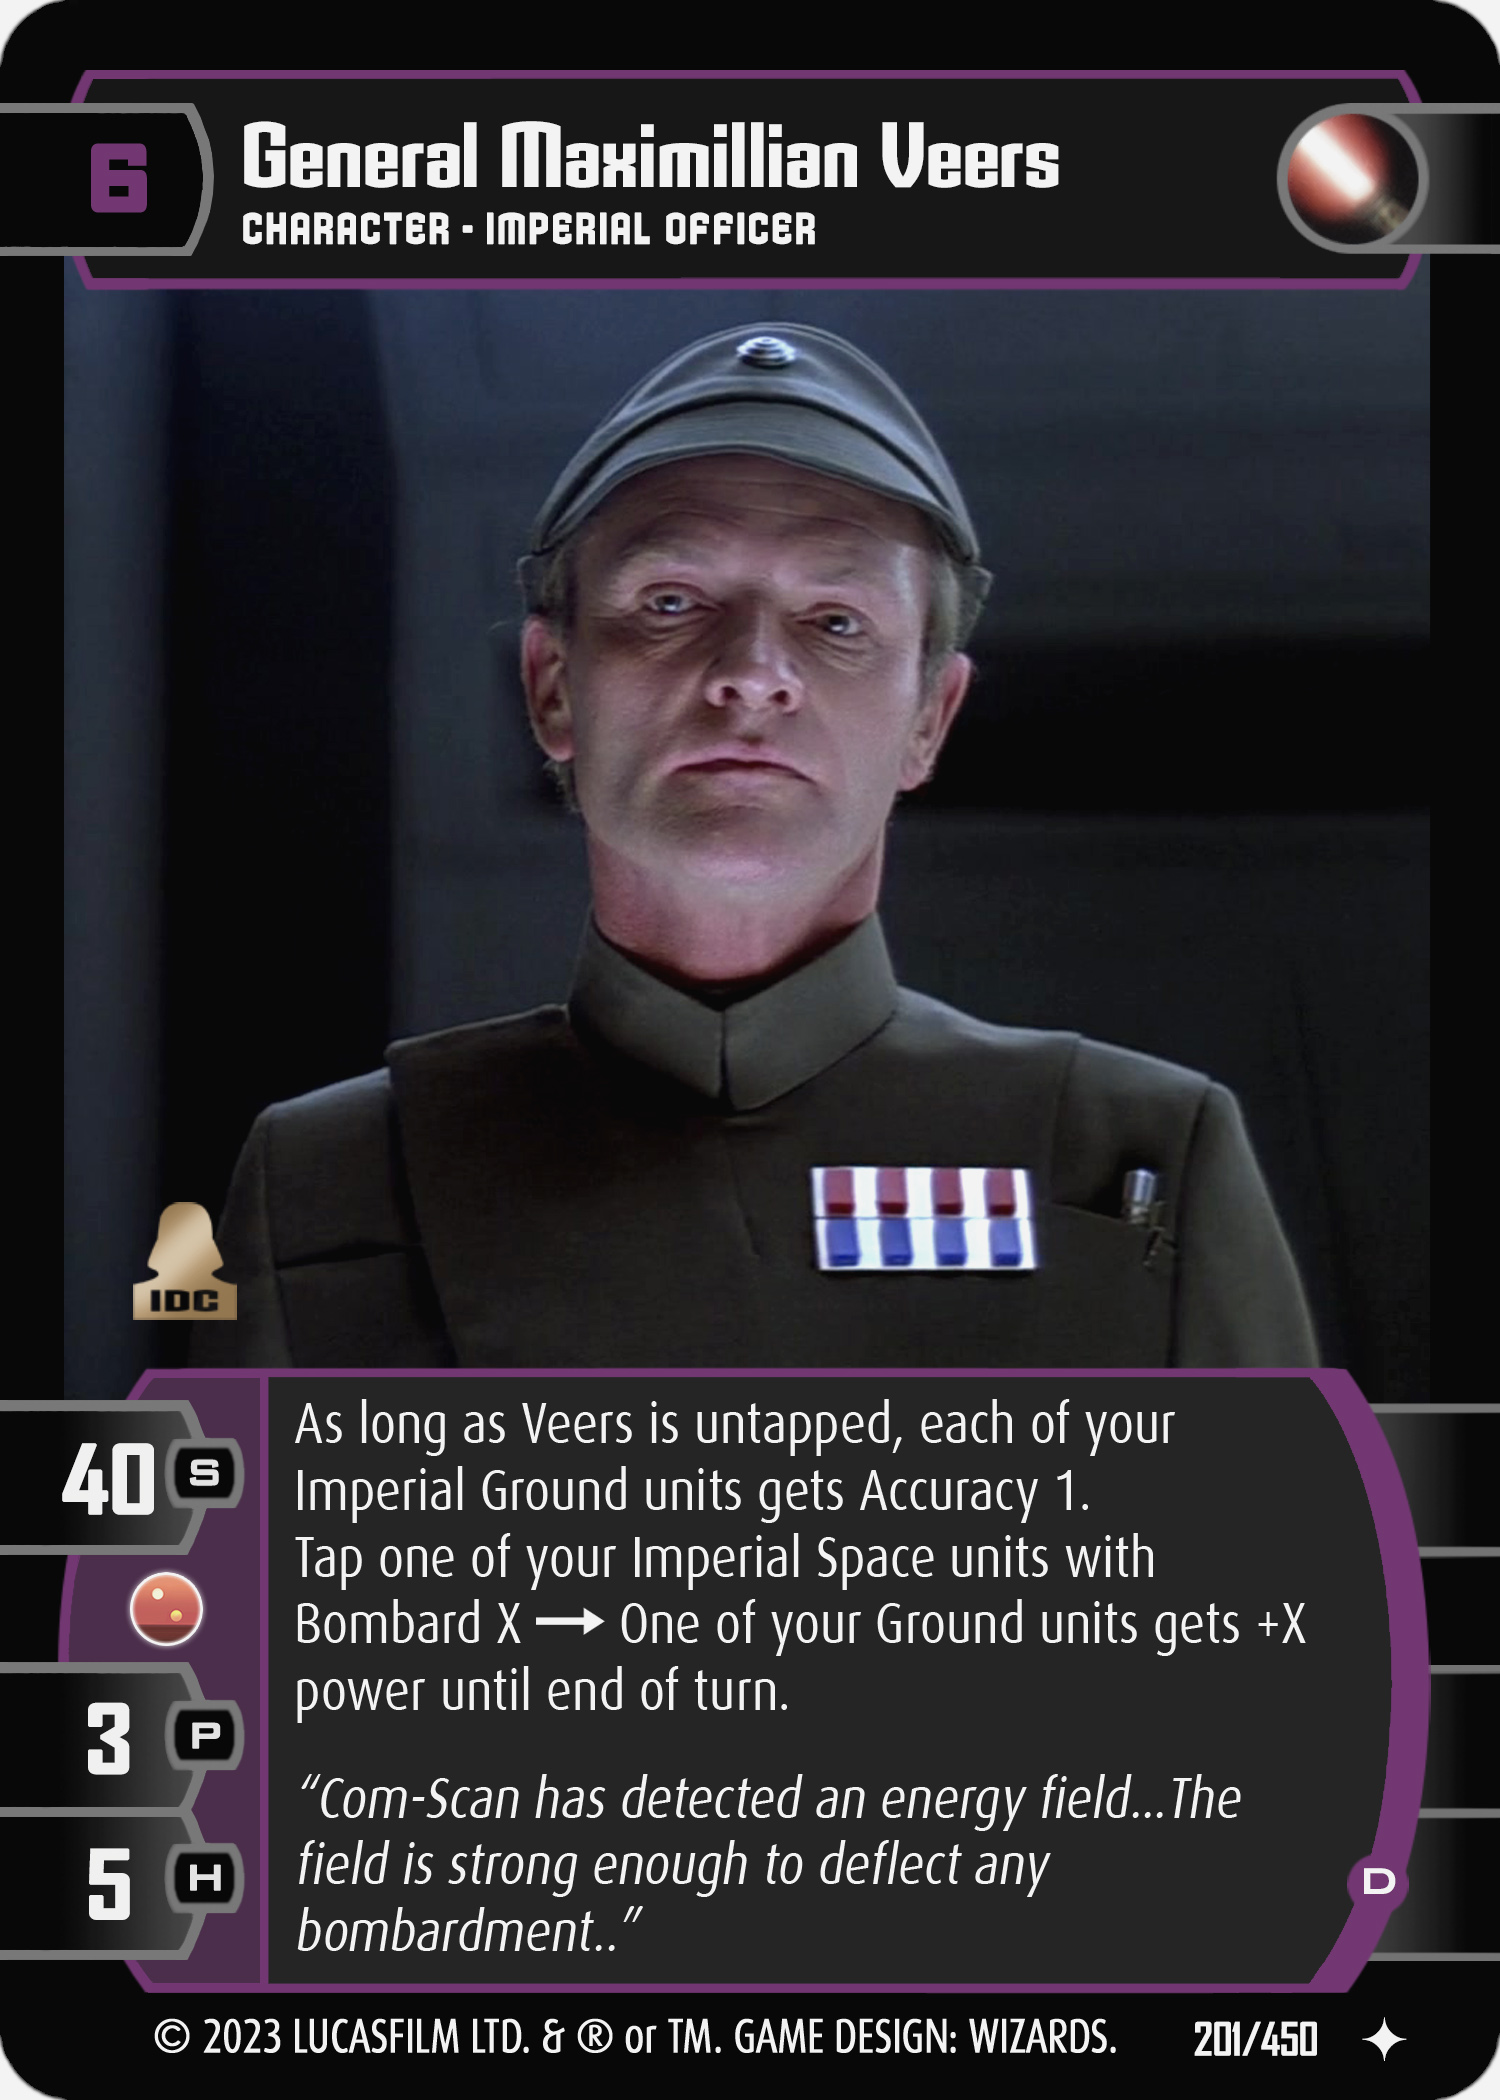 6
General Maximillian Veers
CHARACTER - IMPERIAL OFFICER
IDC
40 S
3 P
5 H
As long as Veers is untapped, each of your
Imperial Ground units gets Accuracy 1.
Tap one of your Imperial Space units with
Bombard X → One of your Ground units gets +X
power until end of turn.
“Com-Scan has detected an energy field...The
field is strong enough to deflect any
bombardment..”
D
© 2023 LUCASFILM LTD. & ® or TM. GAME DESIGN: WIZARDS.
201/450